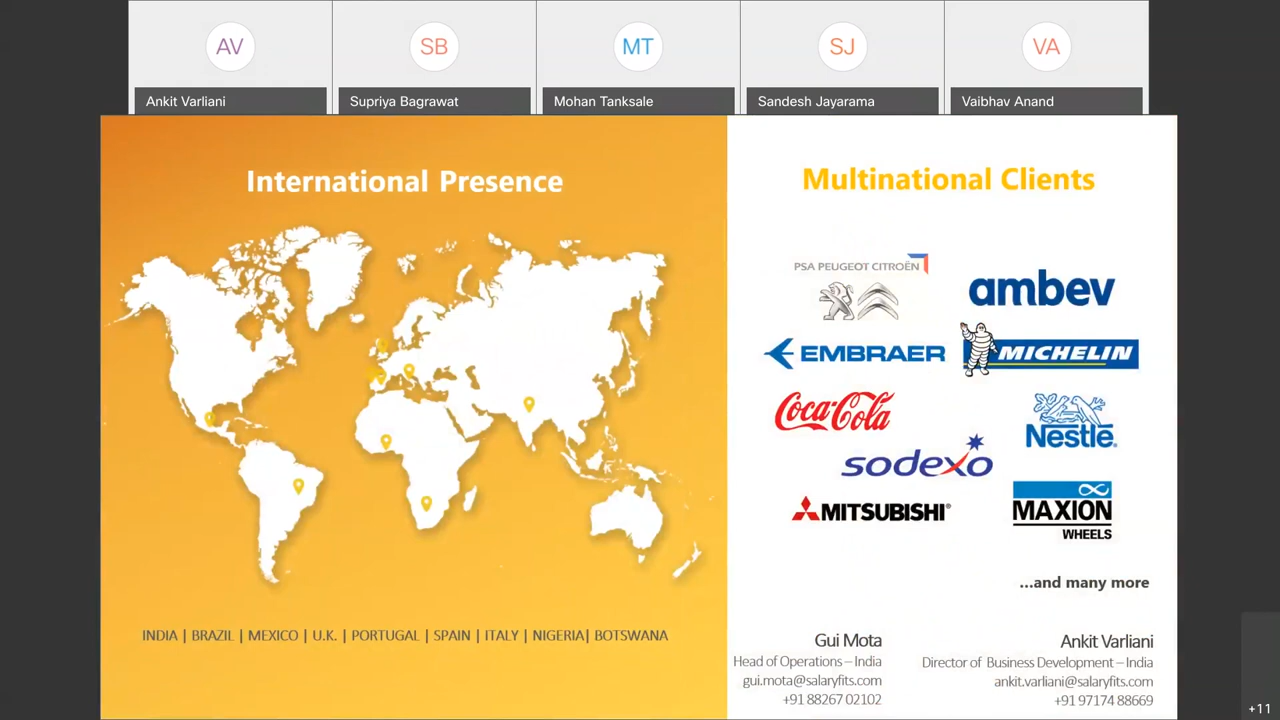 AV
SB
MT
SJ
VA
Ankit Varliani
Supriya Bagrawat
Mohan Tanksale
Sandesh Jayarama
Vaibhav Anand
International Presence
INDIA | BRAZIL | MEXICO | U.K. | PORTUGAL | SPAIN | ITALY | NIGERIA| BOTSWANA
Multinational Clients
PSA PEUGEOT CITROËN
ambev
EMBRAER
MICHELIN
Coca-Cola
Nestlé
sodexo
MITSUBISHI®
MAXION
WHEELS
...and many more
Gui Mota
Head of Operations – India
gui.mota@salaryfits.com
+91 88267 02102
Ankit Varliani
Director of Business Development – India
ankit.varliani@salaryfits.com
+91 97174 88669
+11